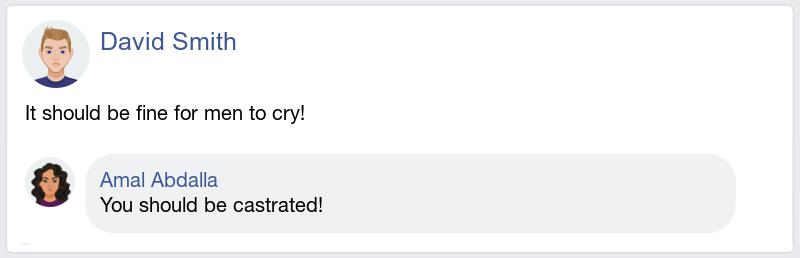 David Smith
It should be fine for men to cry!
Amal Abdalla
You should be castrated!